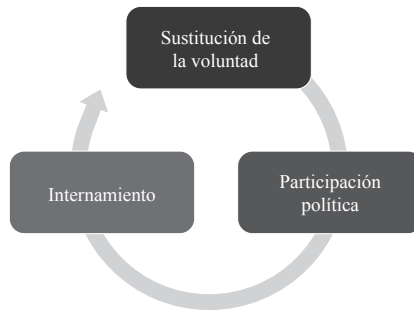 Sustitución de
la voluntad
Internamiento
Participación
política